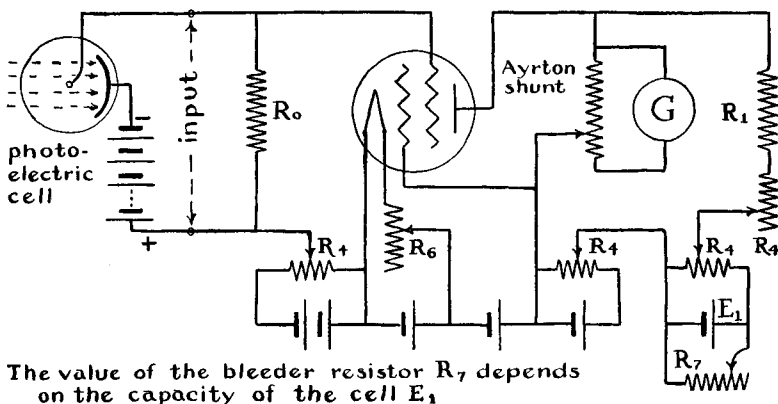 photo-
electric
cell
+
input
R₀
Ayrton
shunt
G
R₁
R₄
R₆
R₄
R₄
R₄
E₁
R₇
The value of the bleeder resistor R₇ depends
on the capacity of the cell E₁